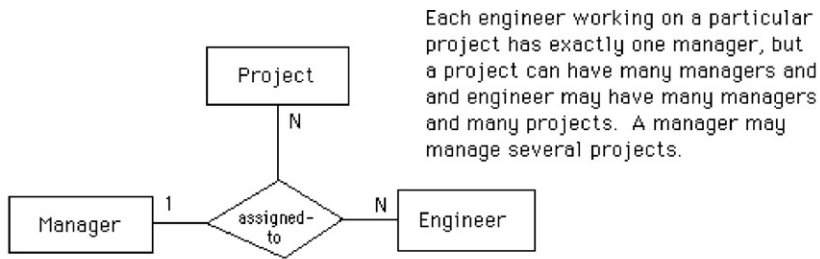 Each engineer working on a particular
project has exactly one manager, but
a project can have many managers and
and engineer may have many managers
and many projects. A manager may
manage several projects.
Project
N
Manager
1
assigned-
to
N
Engineer